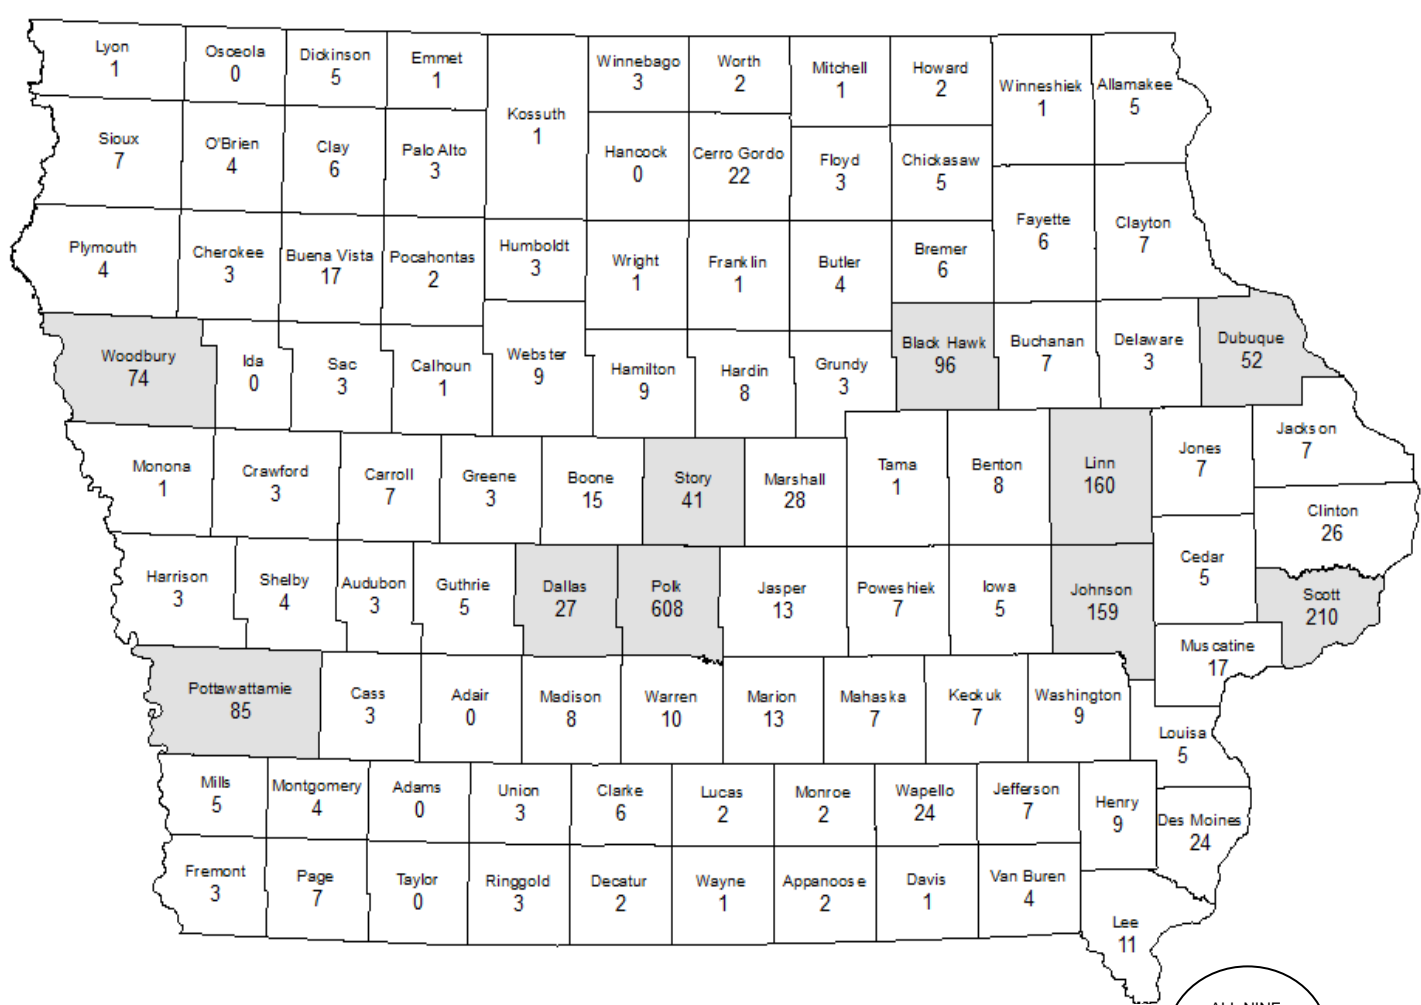 Lyon
1
Osceola
0
Dickinson
5
Emmet
1
Kossuth
1
Winnebago
3
Worth
2
Mitchell
1
Howard
2
Winneshiek
1
Allamakee
5
Sioux
7
O'Brien
4
Clay
6
Palo Alto
3
Hancock
0
Cerro Gordo
22
Floyd
3
Chickasaw
5
Fayette
6
Clayton
7
Plymouth
4
Cherokee
3
Buena Vista
17
Pocahontas
2
Humboldt
3
Wright
1
Franklin
1
Butler
4
Bremer
6
Woodbury
74
Ida
0
Sac
3
Calhoun
1
Webster
9
Hamilton
9
Hardin
8
Grundy
3
Black Hawk
96
Buchanan
7
Delaware
3
Dubuque
52
Monona
1
Crawford
3
Carroll
7
Greene
3
Boone
15
Story
41
Marshall
28
Tama
1
Benton
8
Linn
160
Jones
7
Jackson
7
Clinton
26
Harrison
3
Shelby
4
Audubon
3
Guthrie
5
Dallas
27
Polk
608
Jasper
13
Poweshiek
7
Iowa
5
Johnson
159
Cedar
5
Scott
210
Muscatine
17
Pottawattamie
85
Cass
3
Adair
0
Madison
8
Warren
10
Marion
13
Mahaska
7
Keokuk
7
Washington
9
Louisa
5
Mills
5
Montgomery
4
Adams
0
Union
3
Clarke
6
Lucas
2
Monroe
2
Wapello
24
Jefferson
7
Henry
9
Des Moines
24
Fremont
3
Page
7
Taylor
0
Ringgold
3
Decatur
2
Wayne
1
Appanoose
2
Davis
1
Van Buren
4
Lee
11
ALL NINE